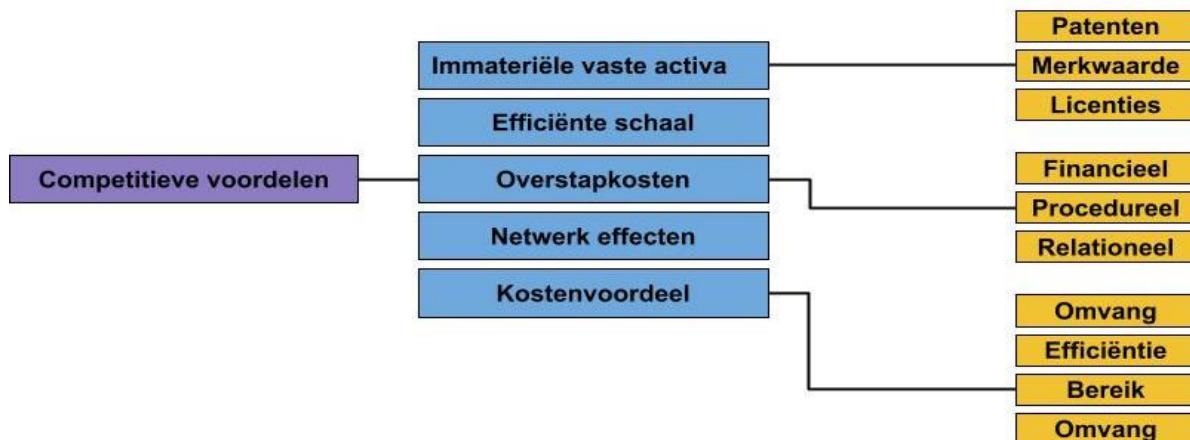 Competitieve voordelen
Immateriële vaste activa
Efficiënte schaal
Overstapkosten
Netwerk effecten
Kostenvoordeel
Patenten
Merkwaarde
Licenties
Financieel
Procedureel
Relationeel
Omvang
Efficiëntie
Bereik
Omvang